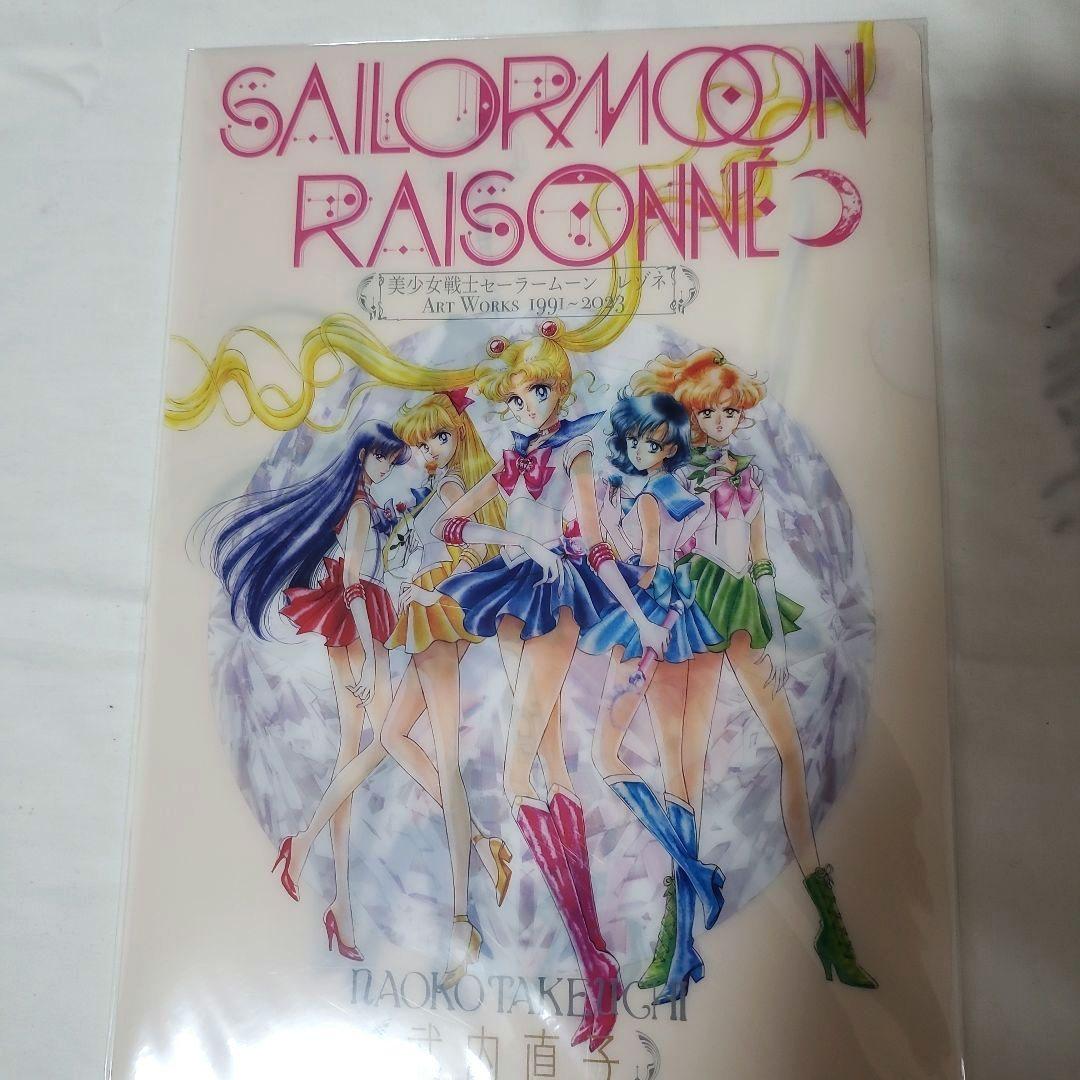 SAILORMOON
RAISONNÉ
美少女戦士セーラームーン レゾネ
ART WORKS 1991~2023
NAOKO TAKEUCHI
武内直子